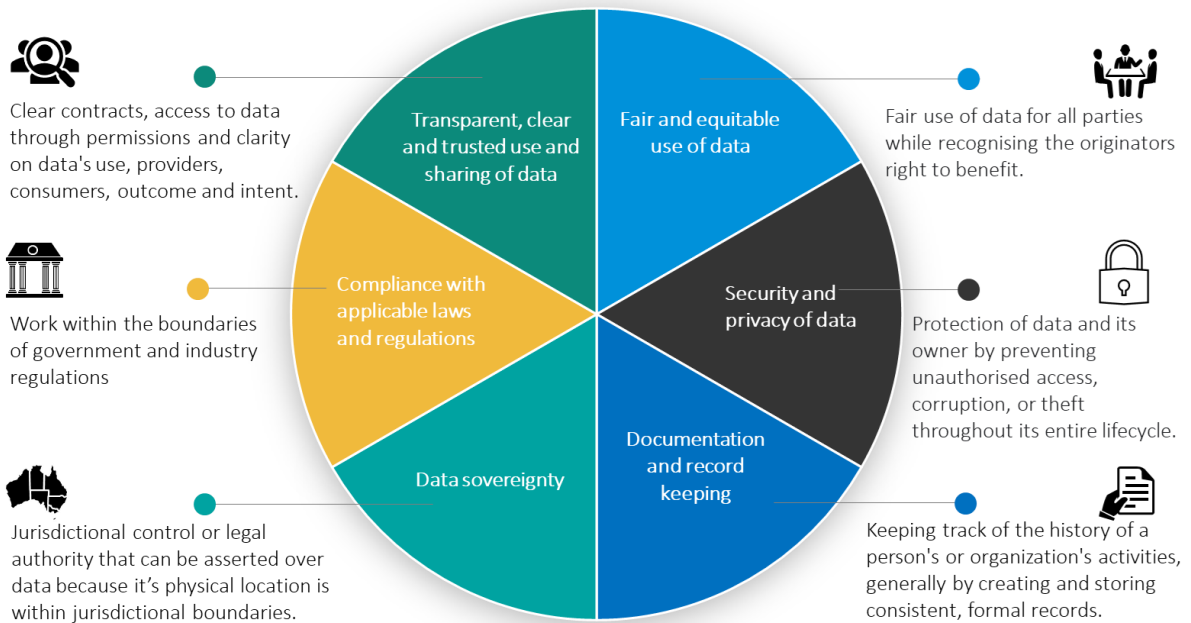 Clear contracts, access to data
through permissions and clarity
on data's use, providers,
consumers, outcome and intent.
Transparent, clear
and trusted use and
sharing of data
Fair and equitable
use of data
Fair use of data for all parties
while recognising the originators
right to benefit.
Work within the boundaries
of government and industry
regulations
Compliance with
applicable laws
and regulations
Security and
privacy of data
Protection of data and its
owner by preventing
unauthorised access,
corruption, or theft
throughout its entire lifecycle.
Jurisdictional control or legal
authority that can be asserted over
data because it’s physical location is
within jurisdictional boundaries.
Data sovereignty
Documentation
and record
keeping
Keeping track of the history of a
person's or organization's activities,
generally by creating and storing
consistent, formal records.